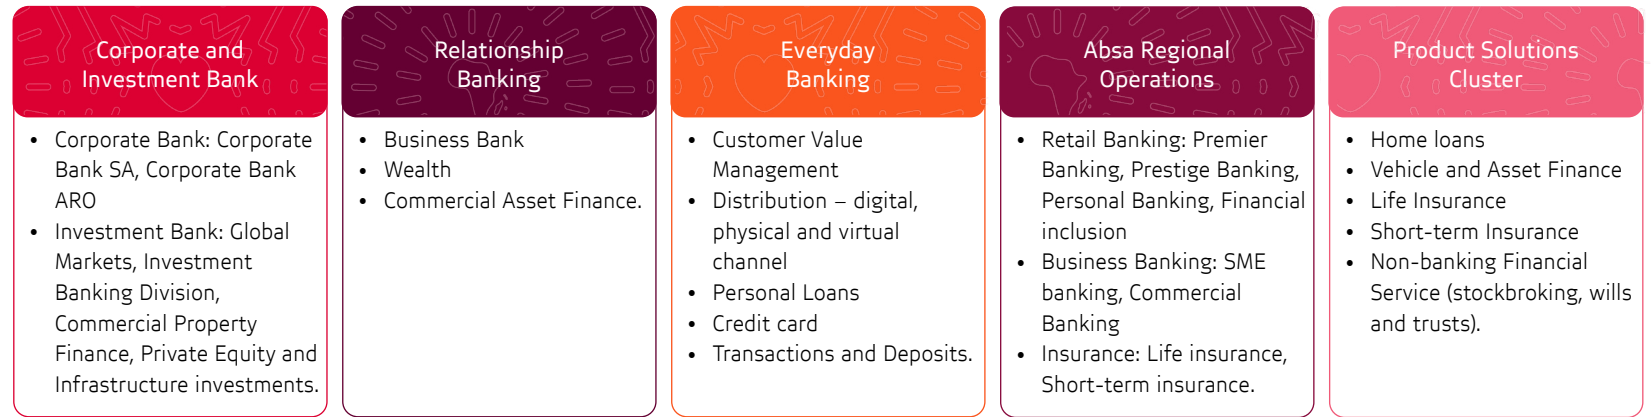 Corporate and
Investment Bank
• Corporate Bank: Corporate
Bank SA, Corporate Bank
ARO
• Investment Bank: Global
Markets, Investment
Banking Division,
Commercial Property
Finance, Private Equity and
Infrastructure investments.
Relationship
Banking
• Business Bank
• Wealth
• Commercial Asset Finance.
Everyday
Banking
• Customer Value
Management
• Distribution – digital,
physical and virtual
channel
• Personal Loans
• Credit card
• Transactions and Deposits.
Absa Regional
Operations
• Retail Banking: Premier
Banking, Prestige Banking,
Personal Banking, Financial
inclusion
• Business Banking: SME
banking, Commercial
Banking
• Insurance: Life insurance,
Short-term insurance.
Product Solutions
Cluster
• Home loans
• Vehicle and Asset Finance
• Life Insurance
• Short-term Insurance
• Non-banking Financial
Service (stockbroking, wills
and trusts).